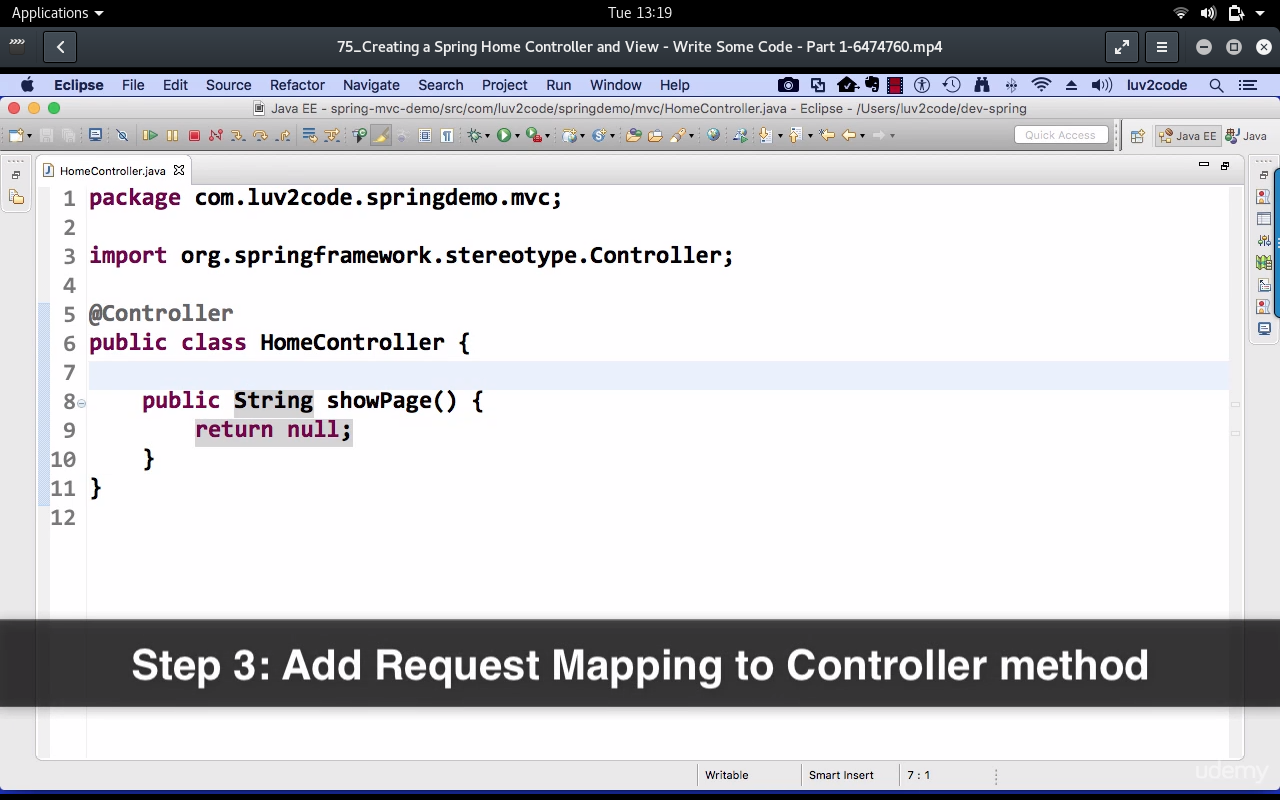 Applications Tue 13:19
75_Creating a Spring Home Controller and View - Write Some Code - Part 1-6474760.mp4
Eclipse File Edit Source Refactor Navigate Search Project Run Window Help luv2code
Java EE - spring-mvc-demo/src/com/luv2code/springdemo/mvc/HomeController.java - Eclipse - /Users/luv2code/dev-spring
Quick Access Java EE Java
HomeController.java
1 package com.luv2code.springdemo.mvc;
2
3 import org.springframework.stereotype.Controller;
4
5 @Controller
6 public class HomeController {
7
8 public String showPage() {
9 return null;
10 }
11 }
12
Step 3: Add Request Mapping to Controller method
Writable Smart Insert 7 : 1
udemy